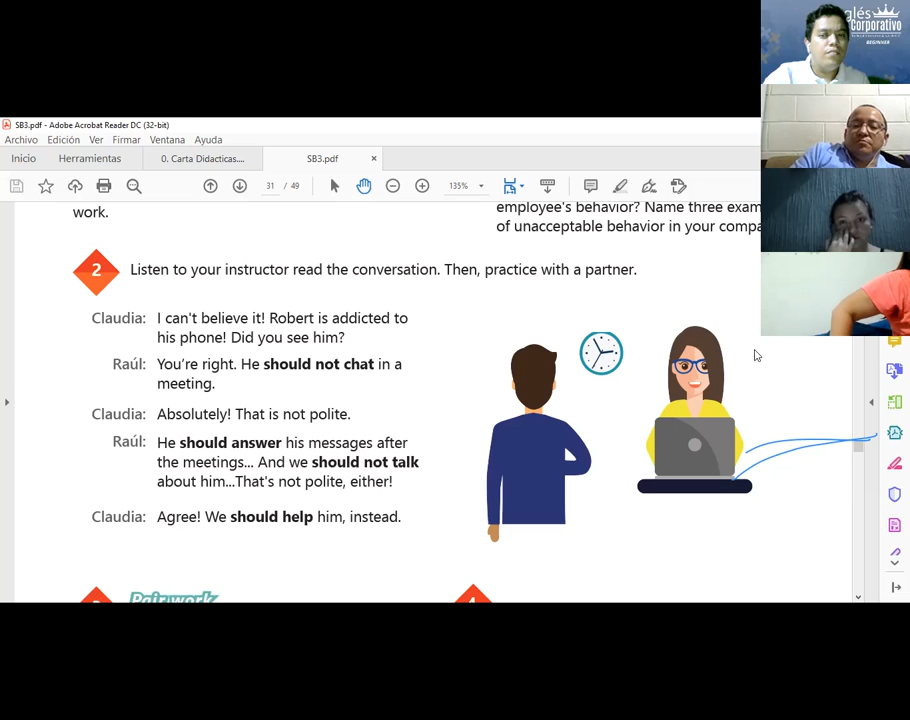 glés
Corporativo
BEGINNER
SB3.pdf - Adobe Acrobat Reader DC (32-bit)
Archivo Edición Ver Firmar Ventana Ayuda
Inicio Herramientas 0. Carta Didacticas.... SB3.pdf ×
31 / 49 135%
work.
employee's behavior? Name three exam
of unacceptable behavior in your compa
2 Listen to your instructor read the conversation. Then, practice with a partner.
Claudia: I can't believe it! Robert is addicted to
his phone! Did you see him?
Raúl: You're right. He should not chat in a
meeting.
Claudia: Absolutely! That is not polite.
Raúl: He should answer his messages after
the meetings... And we should not talk
about him...That's not polite, either!
Claudia: Agree! We should help him, instead.
Pair work